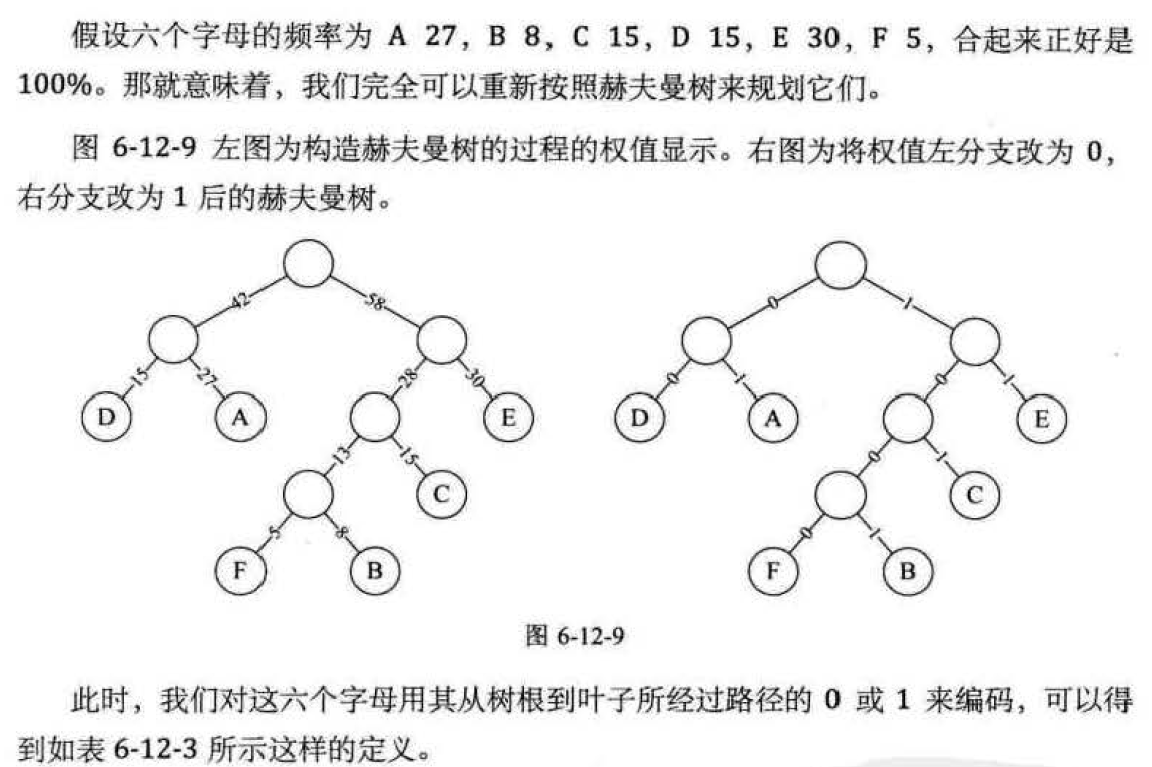 假设六个字母的频率为 A 27，B 8，C 15，D 15，E 30，F 5，合起来正好是
100%。那就意味着，我们完全可以重新按照赫夫曼树来规划它们。
图 6-12-9 左图为构造赫夫曼树的过程的权值显示。右图为将权值左分支改为 0，
右分支改为 1 后的赫夫曼树。
42 58
0 1
15 27 28 30
0 1 0 1
D A E
D A E
13 15
0 1
C
C
5 8
0 1
F B
F B
图 6-12-9
此时，我们对这六个字母用其从树根到叶子所经过路径的 0 或 1 来编码，可以得
到如表 6-12-3 所示这样的定义。